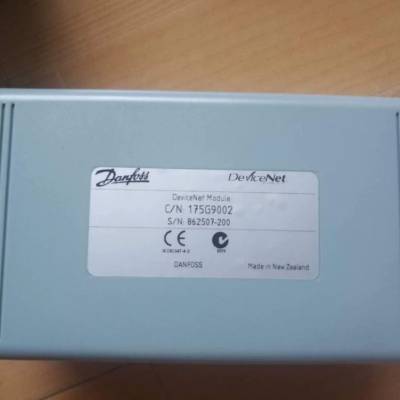 Danfoss
DeviceNet
DeviceNet Module
C/N: 175G9002
S/N: 862507-200
CE
DANFOSS
Made in New Zealand